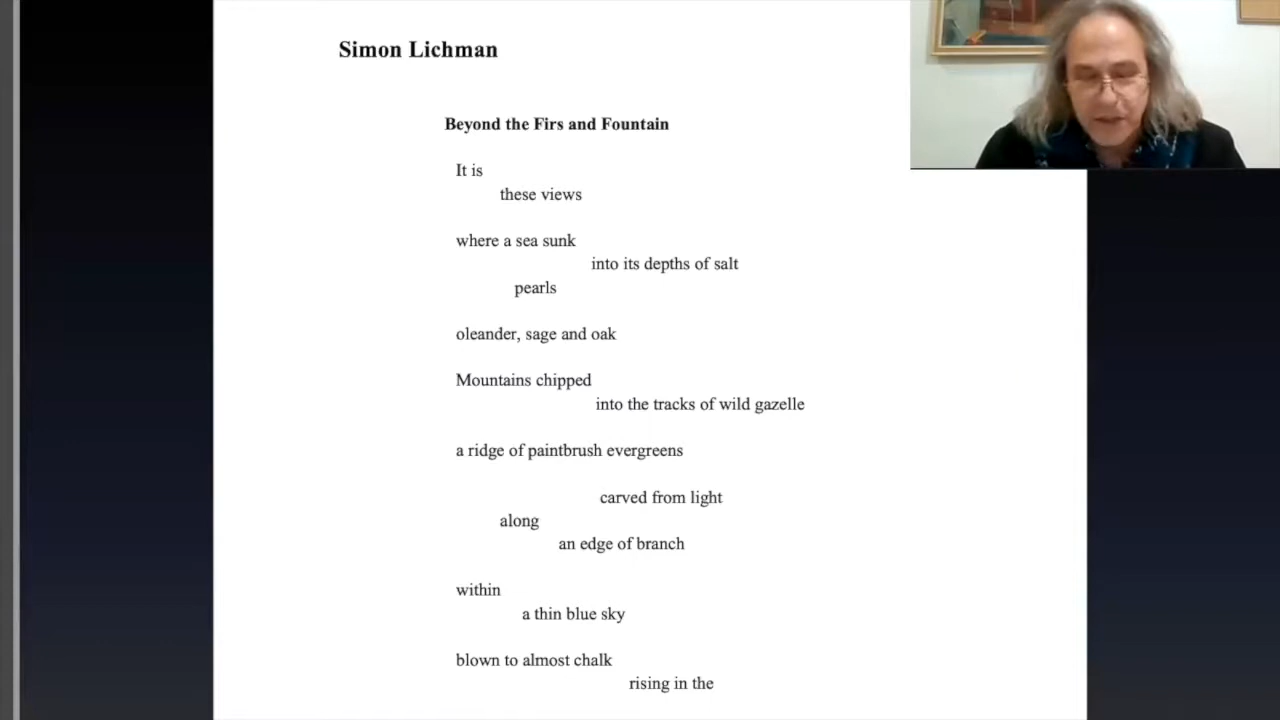 Simon Lichman
Beyond the Firs and Fountain
It is
these views
where a sea sunk
into its depths of salt
pearls
oleander, sage and oak
Mountains chipped
into the tracks of wild gazelle
a ridge of paintbrush evergreens
carved from light
along
an edge of branch
within
a thin blue sky
blown to almost chalk
rising in the